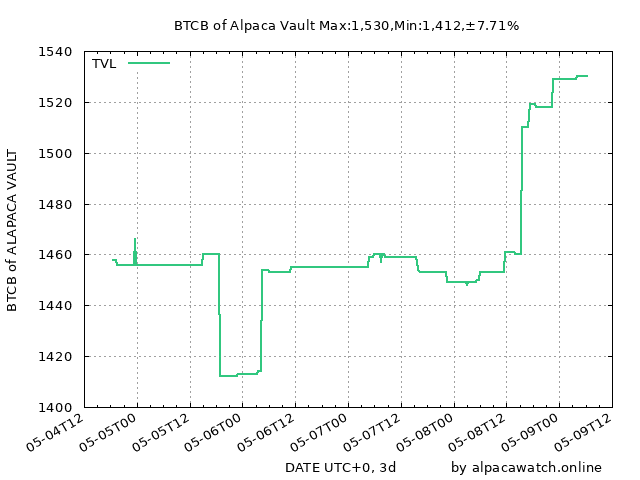 BTCB of Alpaca Vault Max:1,530,Min:1,412,±7.71%
TVL
1540
1520
1500
1480
1460
1440
1420
1400
BTCB of ALAPACA VAULT
05-04T12
05-05T00
05-05T12
05-06T00
05-06T12
05-07T00
05-07T12
05-08T00
05-08T12
05-09T00
05-09T12
DATE UTC+0, 3d
by alpacawatch.online